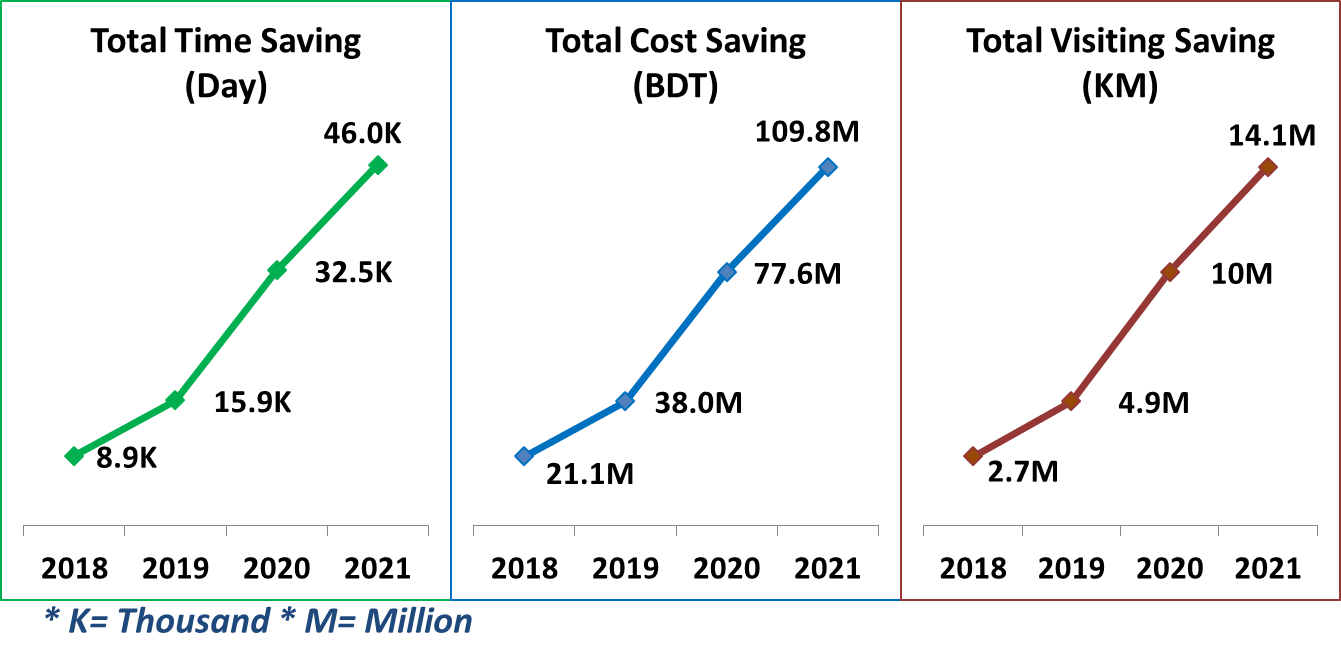 Total Time Saving
(Day)
46.0K
32.5K
15.9K
8.9K
2018 2019 2020 2021
Total Cost Saving
(BDT)
109.8M
77.6M
38.0M
21.1M
2018 2019 2020 2021
Total Visiting Saving
(KM)
14.1M
10M
4.9M
2.7M
2018 2019 2020 2021
* K= Thousand * M= Million